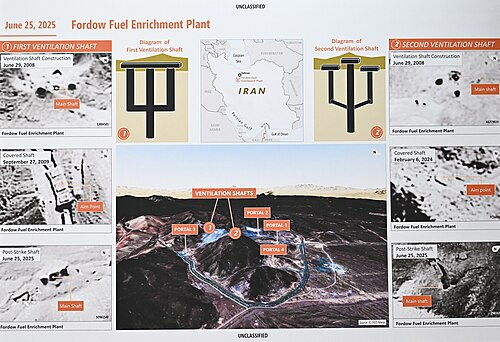 UNCLASSIFIED
June 25, 2025
Fordow Fuel Enrichment Plant
1 FIRST VENTILATION SHAFT
Ventilation Shaft Construction
June 29, 2008
Main Shaft
Fordow Fuel Enrichment Plant
Covered Shaft
September 27, 2009
Aim Point
Fordow Fuel Enrichment Plant
Post-Strike Shaft
June 25, 2025
Main Shaft
Fordow Fuel Enrichment Plant
Diagram of
First Ventilation Shaft
1
Caspian
Sea
Tehran
IRAN
Persian Gulf
Gulf of Oman
Diagram of
Second Ventilation Shaft
2
VENTILATION SHAFTS
1
2
PORTAL 5
PORTAL 1
PORTAL 4
2 SECOND VENTILATION SHAFT
Ventilation Shaft Construction
June 29, 2008
Main shaft
Fordow Fuel Enrichment Plant
Covered Shaft
February 6, 2024
Aim point
Fordow Fuel Enrichment Plant
Post-Strike Shaft
June 25, 2025
Main shaft
Fordow Fuel Enrichment Plant
UNCLASSIFIED